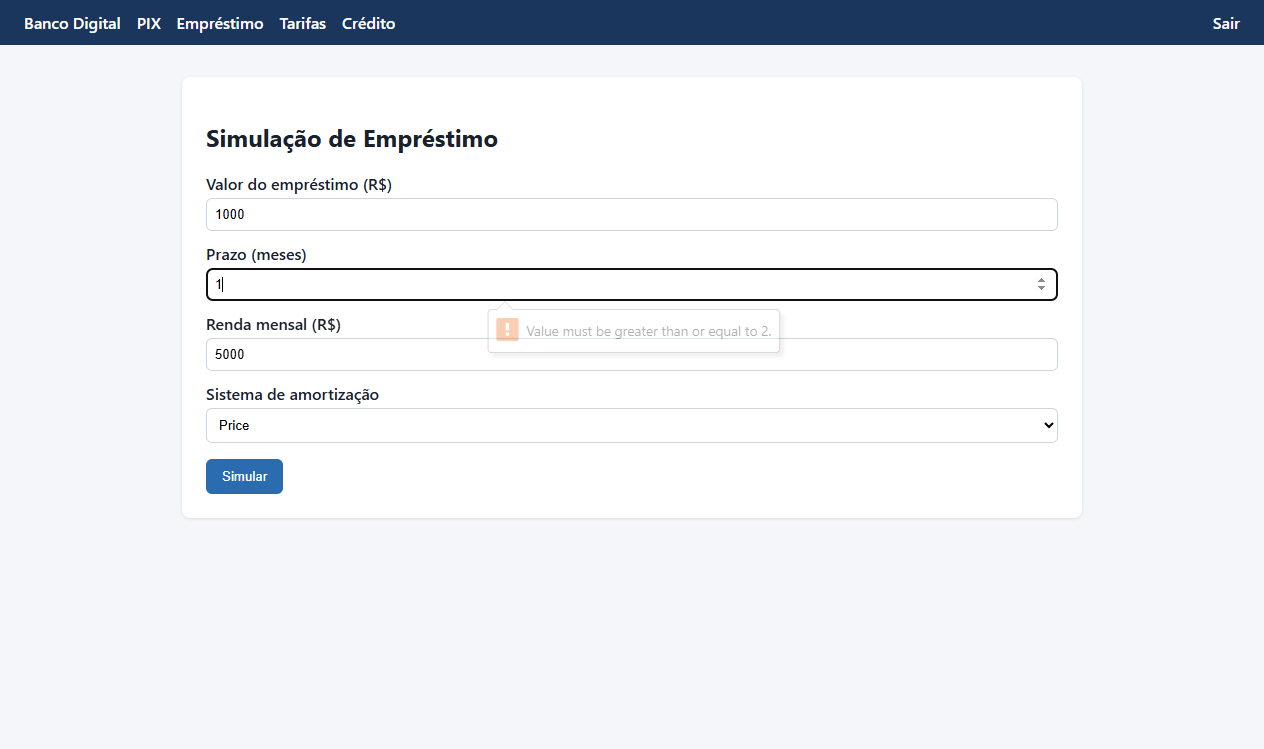 Banco Digital PIX Empréstimo Tarifas Crédito Sair
Simulação de Empréstimo
Valor do empréstimo (R$)
1000
Prazo (meses)
1
Value must be greater than or equal to 2.
Renda mensal (R$)
5000
Sistema de amortização
Price
Simular